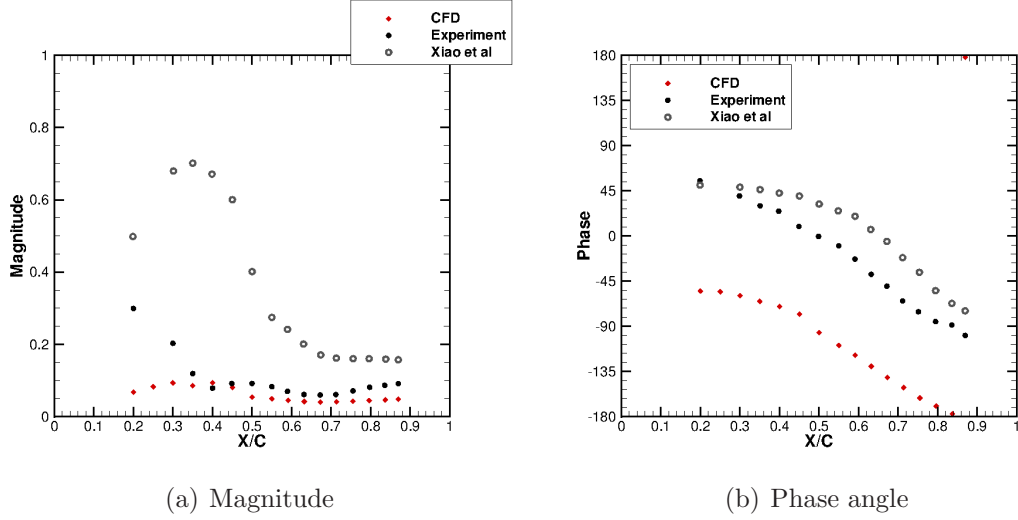 CFD
Experiment
Xiao et al
1
0.8
0.6
0.4
0.2
0
Magnitude
0 0.1 0.2 0.3 0.4 0.5 0.6 0.7 0.8 0.9 1
X/C
(a) Magnitude
CFD
Experiment
Xiao et al
180
135
90
45
0
-45
-90
-135
-180
Phase
0 0.1 0.2 0.3 0.4 0.5 0.6 0.7 0.8 0.9 1
X/C
(b) Phase angle